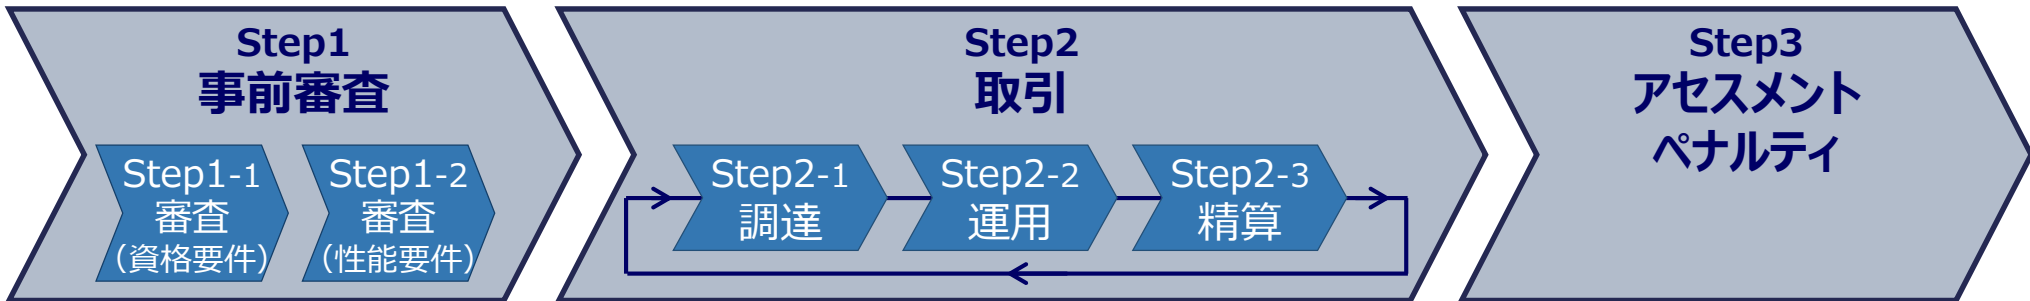 Step1
事前審査
Step1-1
審査
（資格要件）
Step1-2
審査
（性能要件）
Step2
取引
Step2-1
調達
Step2-2
運用
Step2-3
精算
Step3
アセスメント
ペナルティ